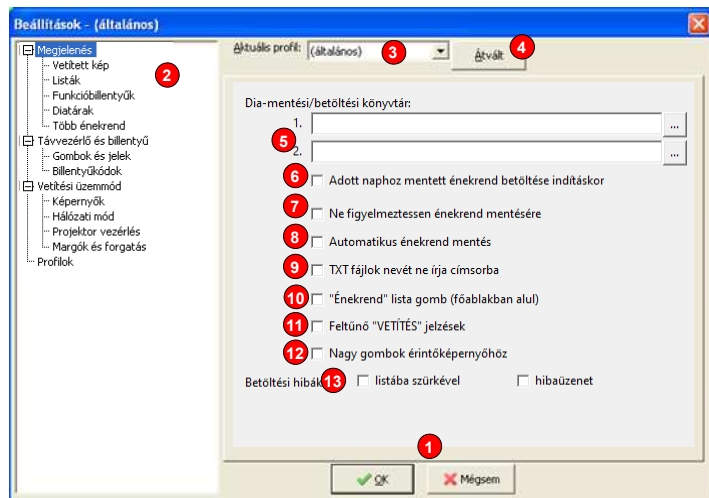 Beállítások - (általános)
Megjelenés
Vetített kép
Listák
Funkcióbillentyűk
Diatárak
Több énekrend
Távvezérlő és billentyű
Gombok és jelek
Billentyűkódok
Vetítési üzemmód
Képernyők
Hálózati mód
Projektor vezérlés
Margók és forgatás
Profilok
2
Aktuális profil: (általános) 3 Átvált 4
Dia-mentési/betöltési könyvtár:
1. ...
5
2. ...
6 Adott naphoz mentett énekrend betöltése indításkor
7 Ne figyelmeztessen énekrend mentésére
8 Automatikus énekrend mentés
9 TXT fájlok nevét ne írja címsorba
10 "Énekrend" lista gomb (főablakban alul)
11 Feltűnő "VETÍTÉS" jelzések
12 Nagy gombok érintőképernyőhöz
Betöltési hibák 13 listába szürkével hibaüzenet
1
OK Mégsem